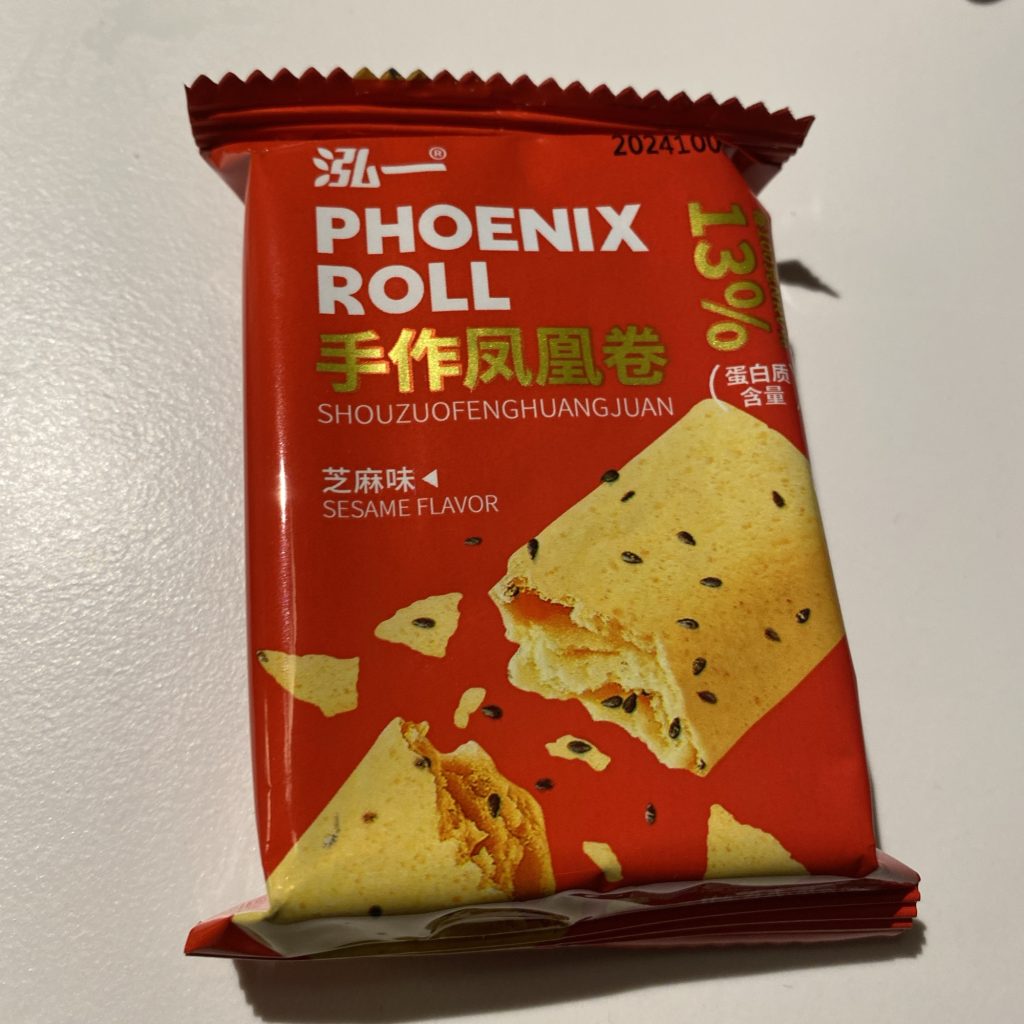 泓一®
2024100
PHOENIX
ROLL
手作凤凰卷
SHOUZUOFENGHUANGJUAN
13%
蛋白质
含量
芝麻味
SESAME FLAVOR